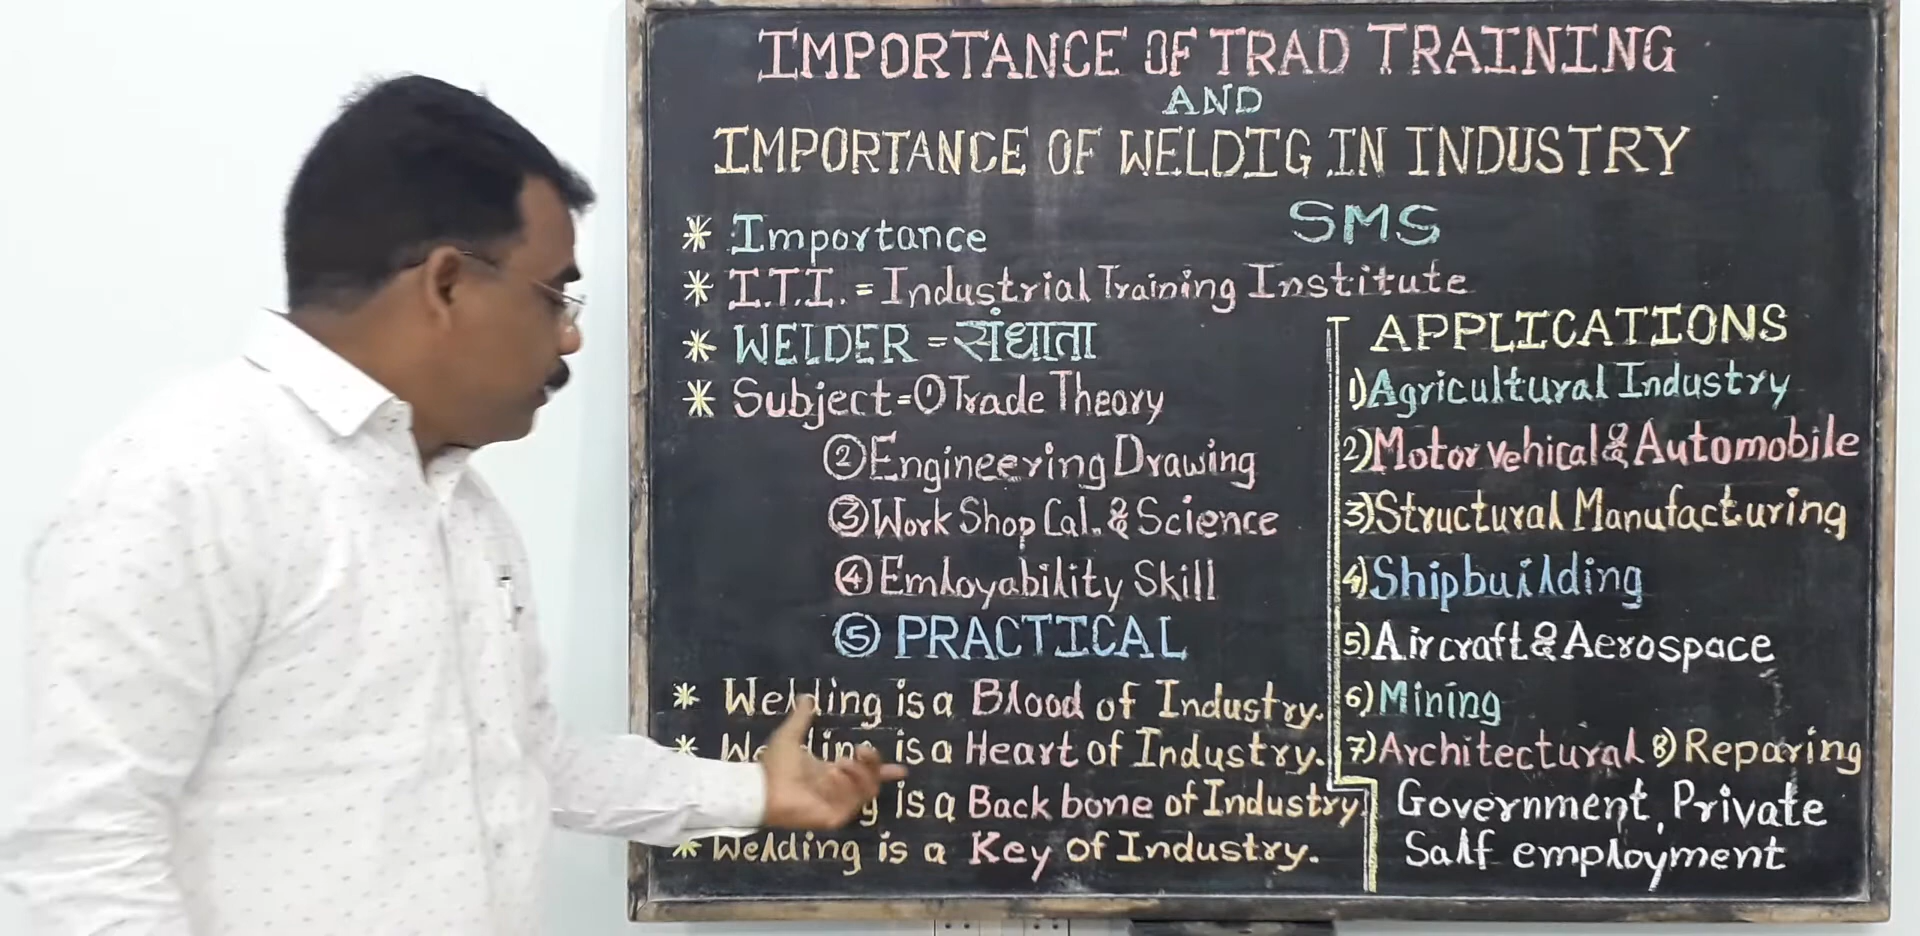 IMPORTANCE OF TRAD TRAINING
AND
IMPORTANCE OF WELDIG IN INDUSTRY
SMS
* Importance
* I.T.I. = Industrial Training Institute
* WELDER = संधाता
* Subject = ① Trade Theory
② Engineering Drawing
③ Work Shop Cal. & Science
④ Emloyability Skill
⑤ PRACTICAL
* Welding is a Blood of Industry.
* is a Heart of Industry.
is a Back bone of Industry
* Welding is a Key of Industry.
APPLICATIONS
1) Agricultural Industry
2) Motor vehical & Automobile
3) Structural Manufacturing
4) Shipbuilding
5) Aircraft & Aerospace
6) Mining
7) Architectural 8) Reparing
Government, Private
Salf employment